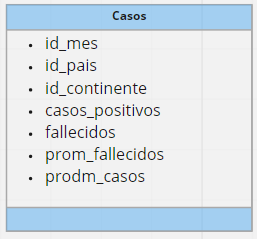 Casos
• id_mes
• id_pais
• id_continente
• casos_positivos
• fallecidos
• prom_fallecidos
• prodm_casos